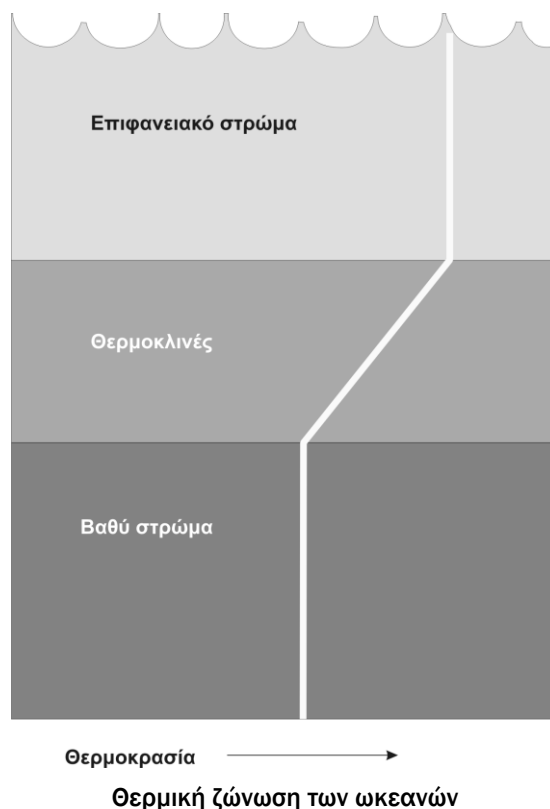 Επιφανειακό στρώμα
Θερμοκλινές
Βαθύ στρώμα
Θερμοκρασία
Θερμική ζώνωση των ωκεανών